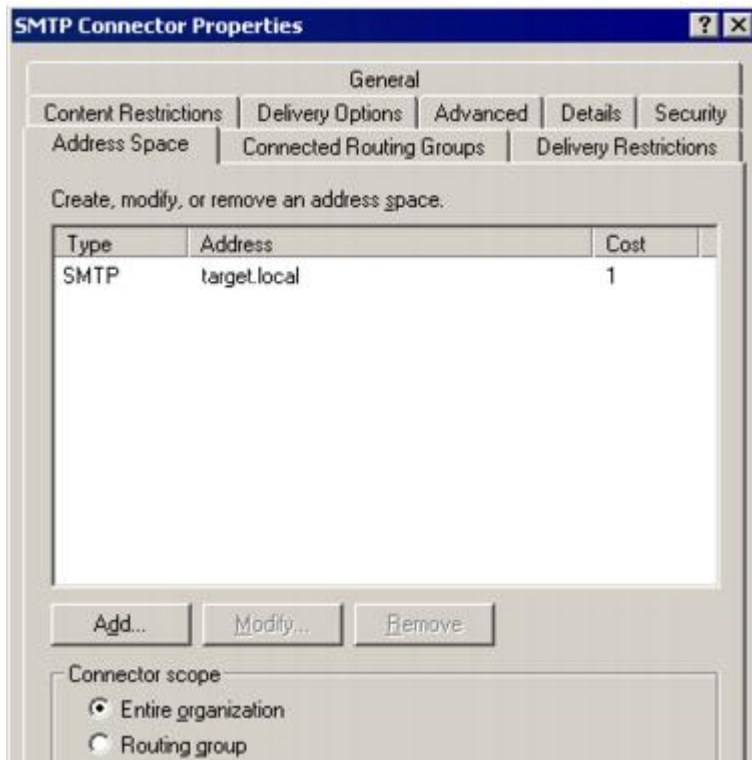 SMTP Connector Properties
General
Content Restrictions Delivery Options Advanced Details Security
Address Space Connected Routing Groups Delivery Restrictions
Create, modify, or remove an address space.
Type Address Cost
SMTP target.local 1
Add... Modify... Remove
Connector scope
Entire organization
Routing group